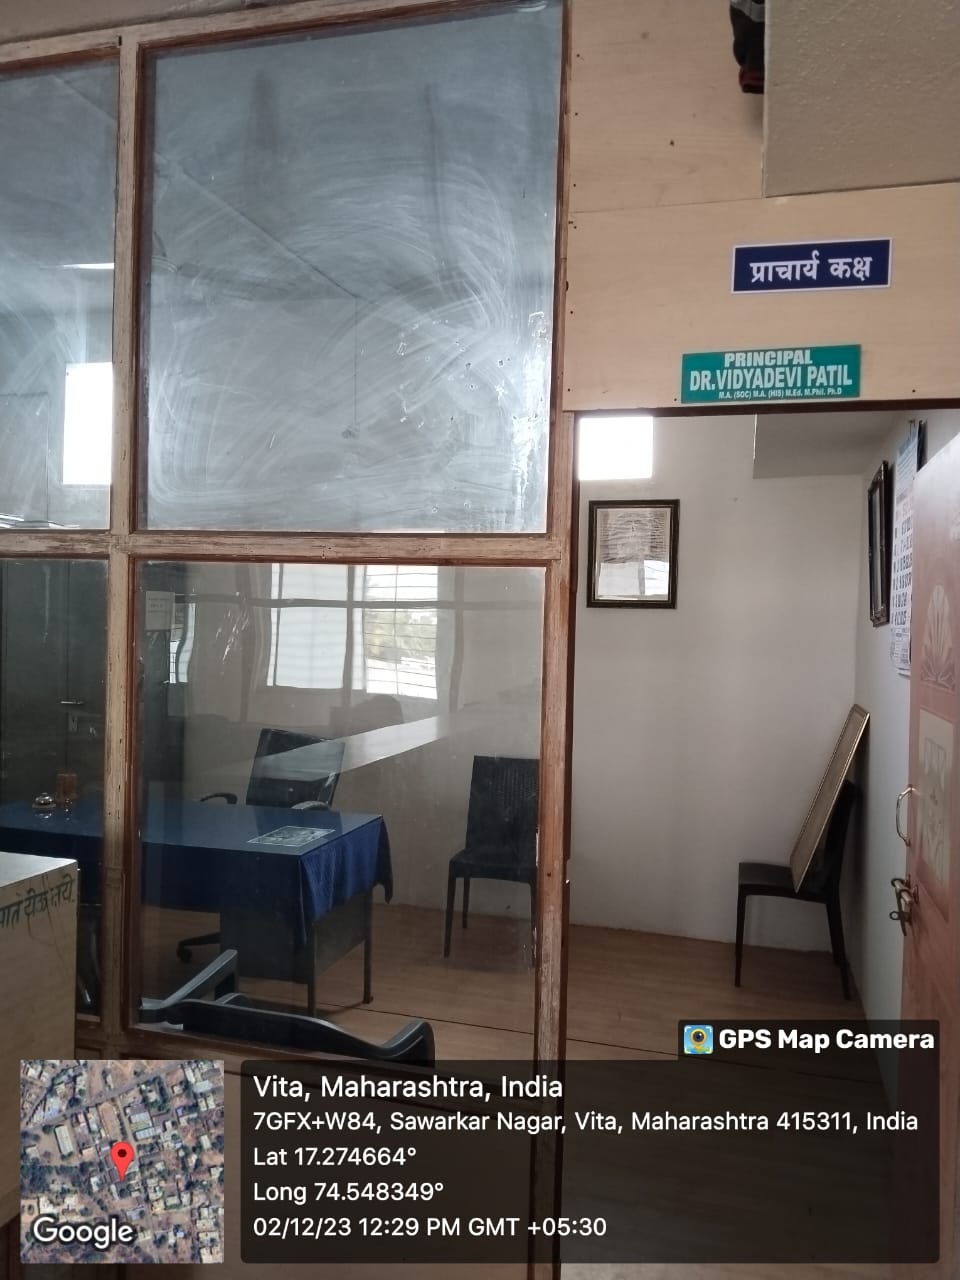 प्राचार्य कक्ष
PRINCIPAL
DR.VIDYADEVI PATIL
M.A. (SOC) M.A. (HIS) M.Ed. M.Phil. Ph.D
GPS Map Camera
Vita, Maharashtra, India
7GFX+W84, Sawarkar Nagar, Vita, Maharashtra 415311, India
Lat 17.274664°
Long 74.548349°
02/12/23 12:29 PM GMT +05:30
Google